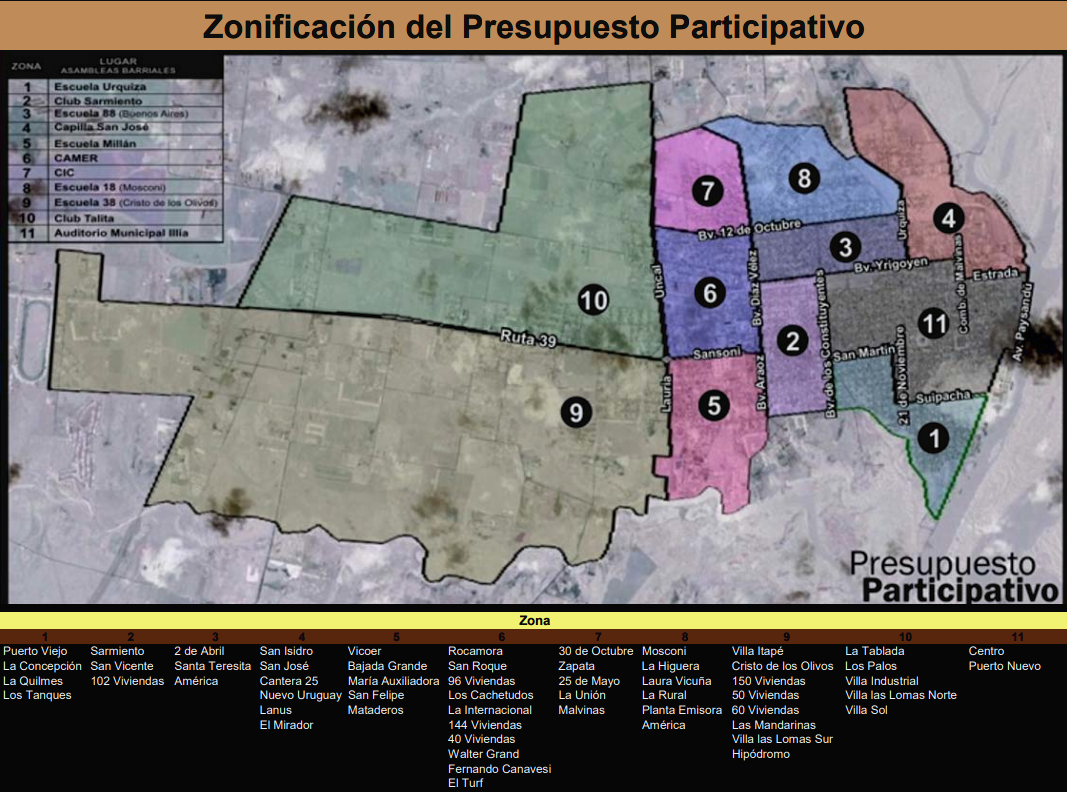 Zonificación del Presupuesto Participativo
ZONA LUGAR
ASAMBLEAS BARRIALES
1 Escuela Urquiza
2 Club Sarmiento
3 Escuela 88 (Buenos Aires)
4 Capilla San José
5 Escuela Millán
6 CAMER
7 CIC
8 Escuela 18 (Mosconi)
9 Escuela 38 (Cristo de los Olivos)
10 Club Talita
11 Auditorio Municipal Illia
7
8
4
Urquiza
Bv. 12 de Octubre
3
Bv. Yrigoyen
Comb. de Malvinas
Estrada
Uncal
6
Bv. Díaz Vélez
10
Bv. de los Constituyentes
11
Av. Paysandú
Ruta 39
2
Sansoni
San Martín
21 de Noviembre
Lauria
5
Bv. Araoz
Suipacha
9
1
Presupuesto
Participativo
Zona
1 2 3 4 5 6 7 8 9 10 11
Puerto Viejo Sarmiento 2 de Abril San Isidro Vicoer Rocamora 30 de Octubre Mosconi Villa Itapé La Tablada Centro
La Concepción San Vicente Santa Teresita San José Bajada Grande San Roque Zapata La Higuera Cristo de los Olivos Los Palos Puerto Nuevo
La Quilmes 102 Viviendas América Cantera 25 María Auxiliadora 96 Viviendas 25 de Mayo Laura Vicuña 150 Viviendas Villa Industrial
Los Tanques Nuevo Uruguay San Felipe Los Cachetudos La Unión La Rural 50 Viviendas Villa las Lomas Norte
Lanus Mataderos La Internacional Malvinas Planta Emisora 60 Viviendas Villa Sol
El Mirador 144 Viviendas América Las Mandarinas
40 Viviendas Villa las Lomas Sur
Walter Grand Hipódromo
Fernando Canavesi
El Turf